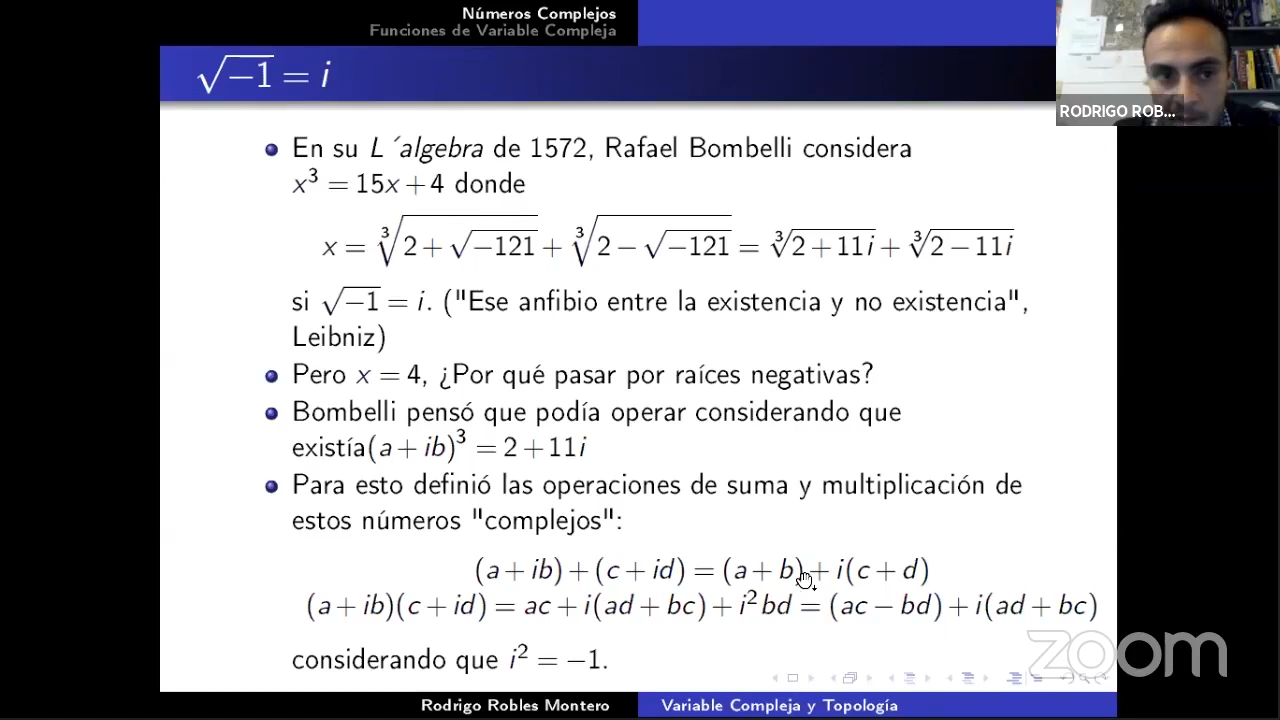 Números Complejos
Funciones de Variable Compleja
√−1 = i
RODRIGO ROB...
En su L´algebra de 1572, Rafael Bombelli considera
x³ = 15x + 4 donde
x = ∛(2 + √−121) + ∛(2 − √−121) = ∛(2 + 11i) + ∛(2 − 11i)
si √−1 = i. ("Ese anfibio entre la existencia y no existencia",
Leibniz)
Pero x = 4, ¿Por qué pasar por raíces negativas?
Bombelli pensó que podía operar considerando que
existía(a + ib)³ = 2 + 11i
Para esto definió las operaciones de suma y multiplicación de
estos números "complejos":
(a + ib) + (c + id) = (a + b) + i(c + d)
(a + ib)(c + id) = ac + i(ad + bc) + i²bd = (ac − bd) + i(ad + bc)
considerando que i² = −1.
zoom
Rodrigo Robles Montero
Variable Compleja y Topología